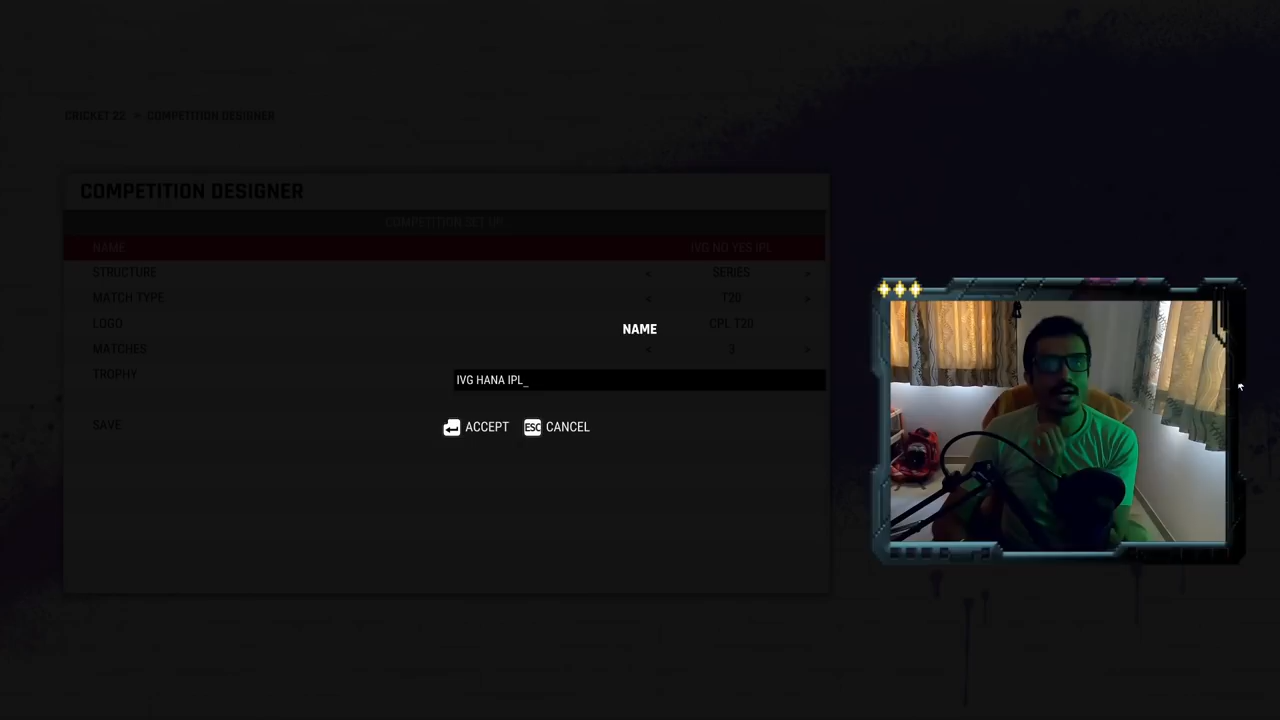 CRICKET 22 » COMPETITION DESIGNER
COMPETITION DESIGNER
COMPETITION SET UP
NAME IVG NO YES IPL
STRUCTURE < SERIES >
MATCH TYPE < T20 >
LOGO CPL T20
MATCHES < 3 >
TROPHY
SAVE
NAME
IVG HANA IPL_
ACCEPT ESC CANCEL